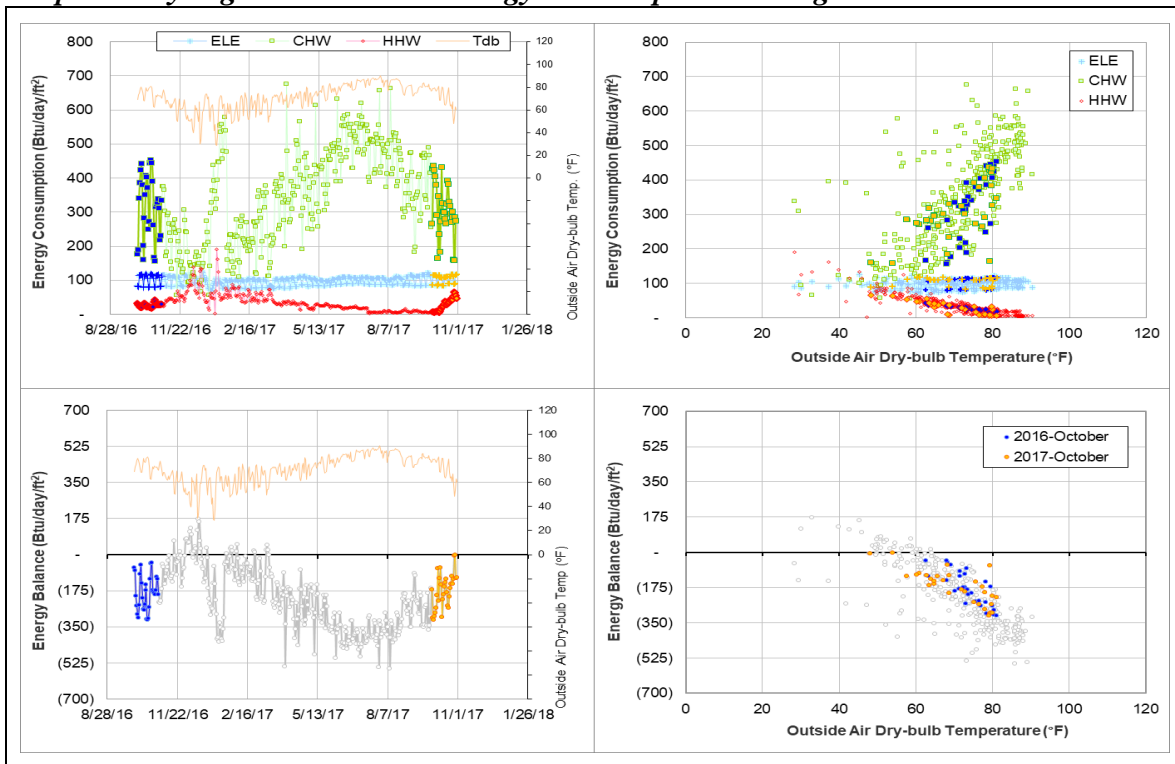 ELE CHW HHW Tdb
Energy Consumption (Btu/day/ft²)
800
700
600
500
400
300
200
100
-
120
100
80
60
40
20
0
Outside Air Dry-bulb Temp. (°F)
8/28/16 11/22/16 2/16/17 5/13/17 8/7/17 11/1/17 1/26/18
Energy Consumption (Btu/day/ft²)
800
700
600
500
400
300
200
100
-
ELE
CHW
HHW
0 20 40 60 80 100 120
Outside Air Dry-bulb Temperature (°F)
Energy Balance (Btu/day/ft²)
700
525
350
175
-
(175)
(350)
(525)
(700)
120
100
80
60
40
20
0
Outside Air Dry-bulb Temp (°F)
8/28/16 11/22/16 2/16/17 5/13/17 8/7/17 11/1/17 1/26/18
Energy Balance (Btu/day/ft²)
700
525
350
175
-
(175)
(350)
(525)
(700)
2016-October
2017-October
0 20 40 60 80 100 120
Outside Air Dry-bulb Temperature (°F)